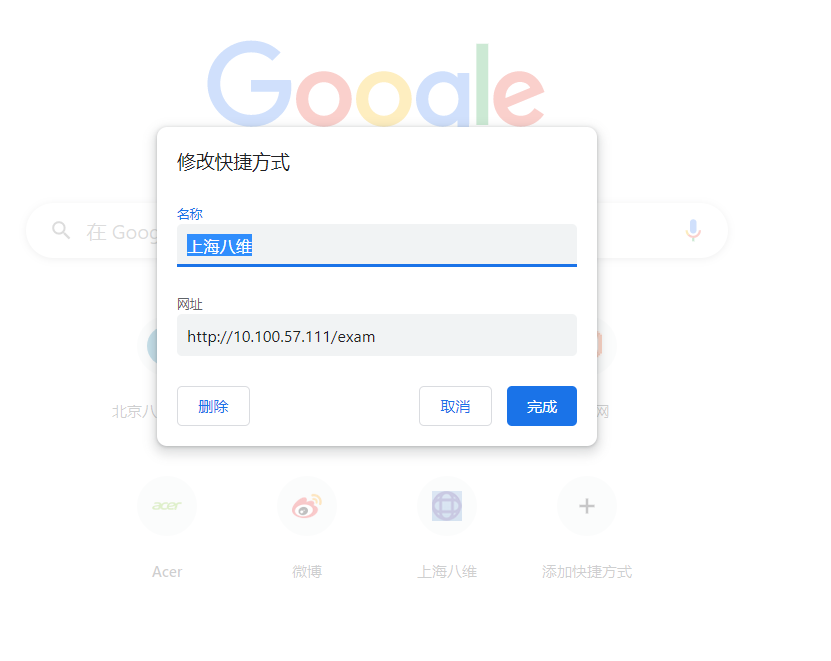 Google
修改快捷方式
名称
在 Goog
上海八维
网址
http://10.100.57.111/exam
删除
取消
完成
北京八
网
acer
Acer
微博
上海八维
添加快捷方式